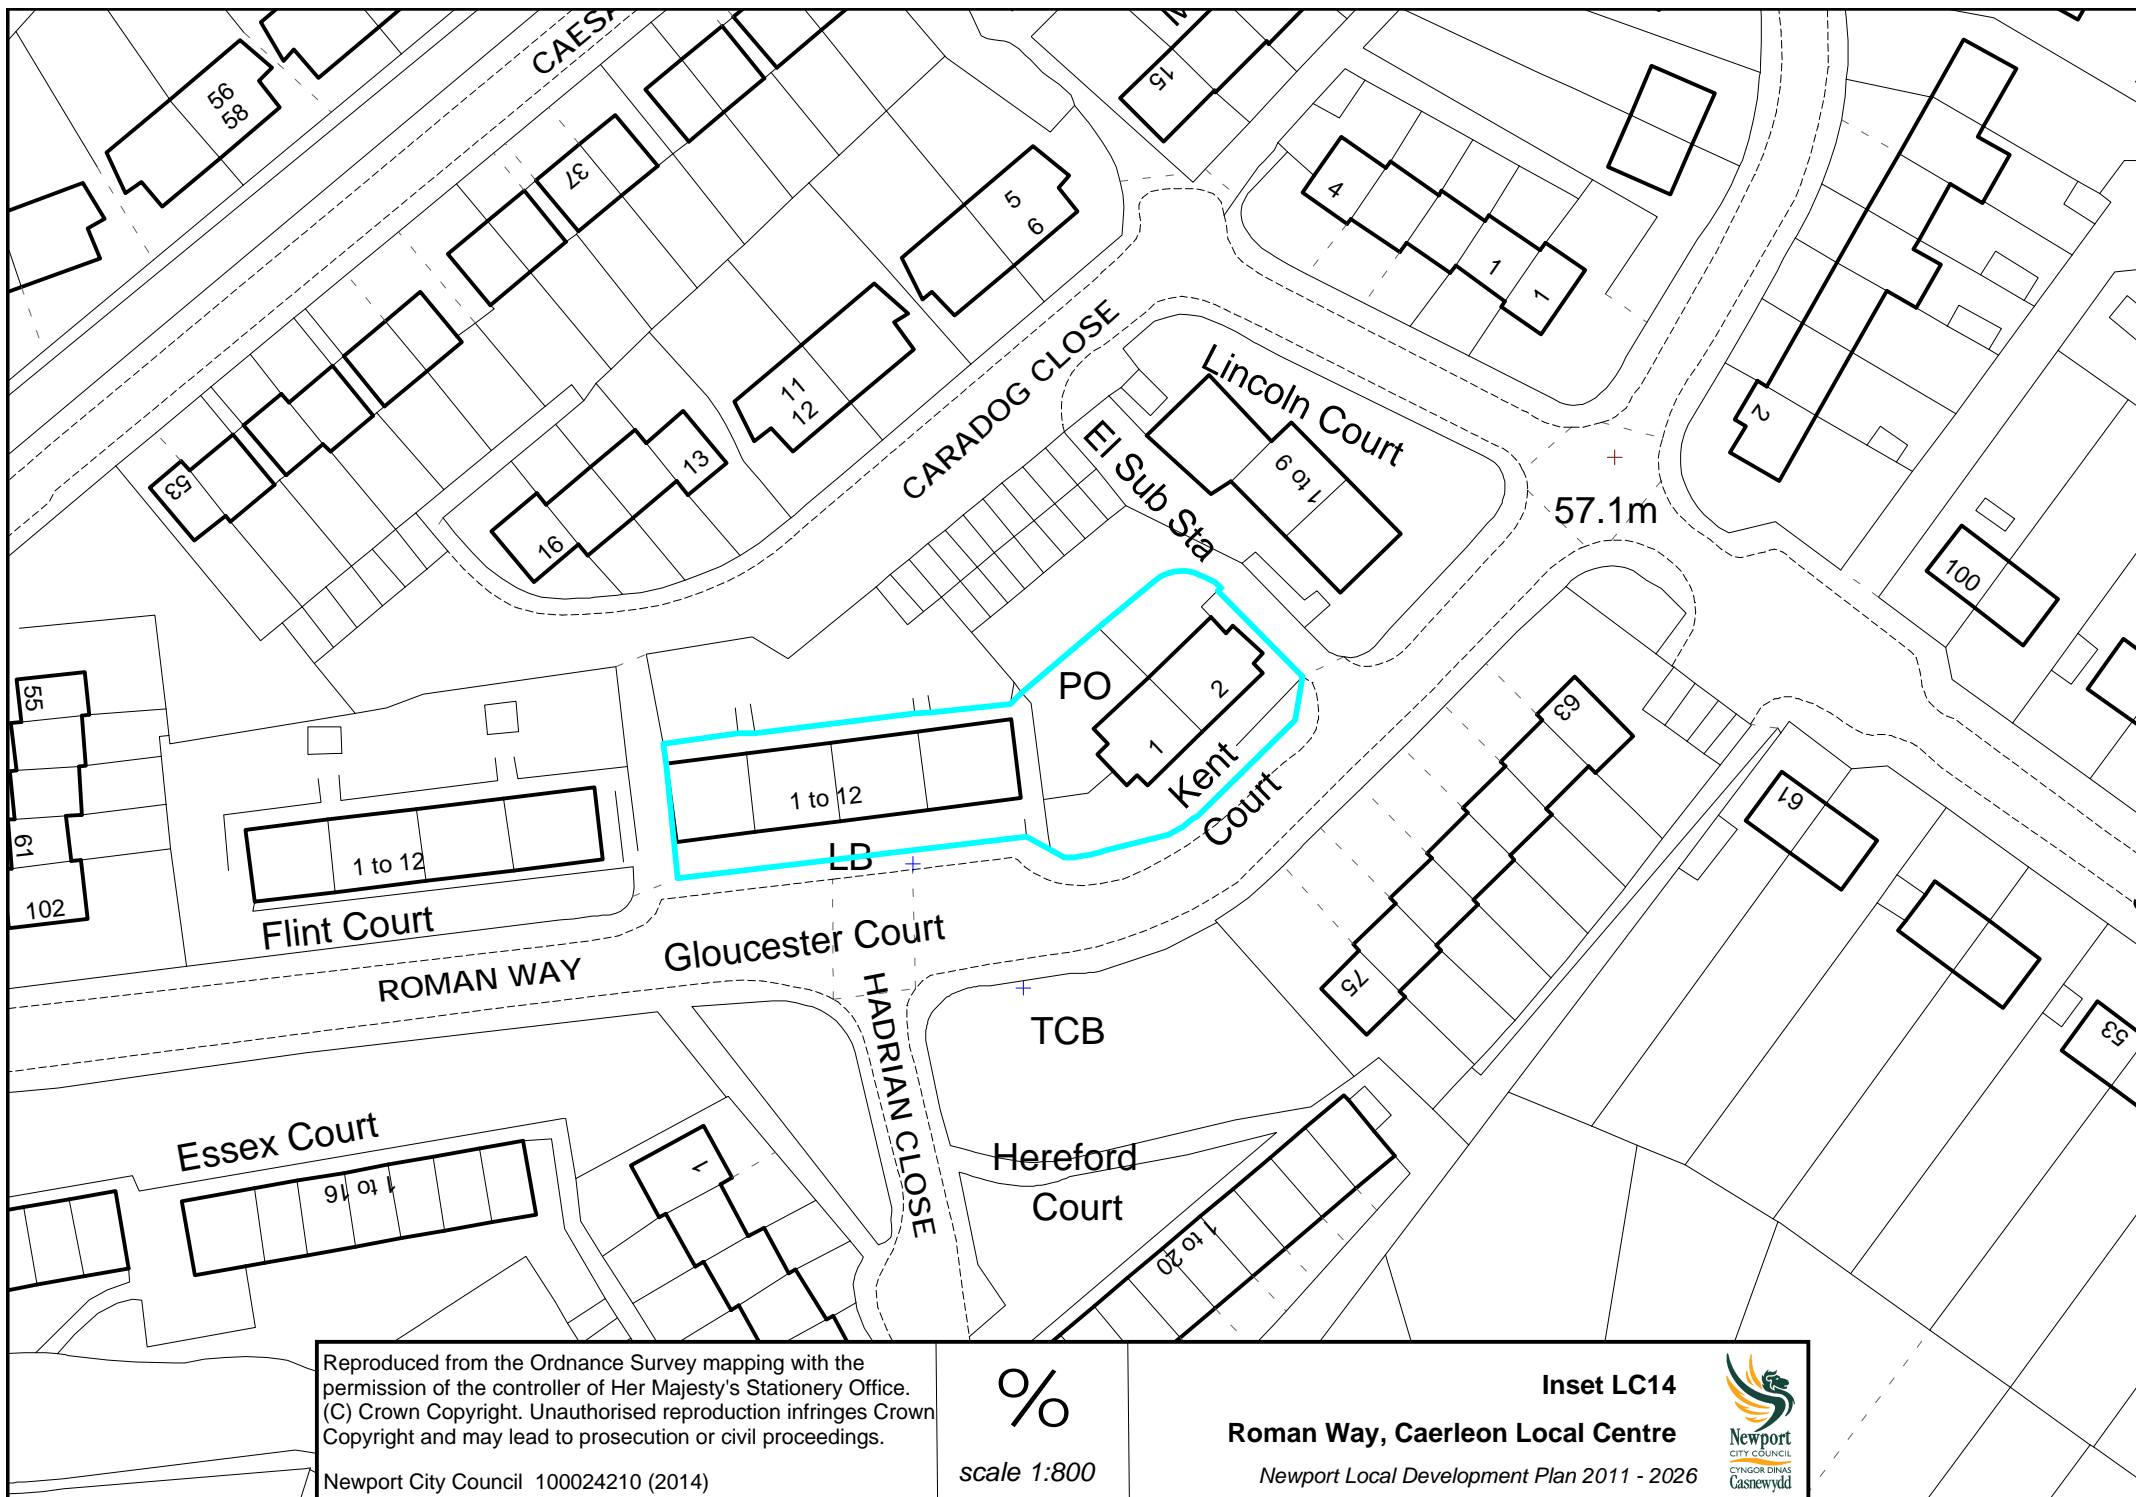 CAESA
56
58
37
15
5
6
4
1
1
2
11
12
CARADOG CLOSE
Lincoln Court
1 to 9
El Sub Sta
57.1m
53
13
16
100
55
61
102
PO
2
1
Kent
Court
63
61
1 to 12
LB
1 to 12
Flint Court
Gloucester Court
ROMAN WAY
HADRIAN CLOSE
75
TCB
53
Essex Court
1 to 16
1
Hereford
Court
1 to 20
Reproduced from the Ordnance Survey mapping with the
permission of the controller of Her Majesty's Stationery Office.
(C) Crown Copyright. Unauthorised reproduction infringes Crown
Copyright and may lead to prosecution or civil proceedings.
Newport City Council 100024210 (2014)
%
scale 1:800
Inset LC14
Roman Way, Caerleon Local Centre
Newport Local Development Plan 2011 - 2026
Newport
CITY COUNCIL
CYNGOR DINAS
Casnewydd